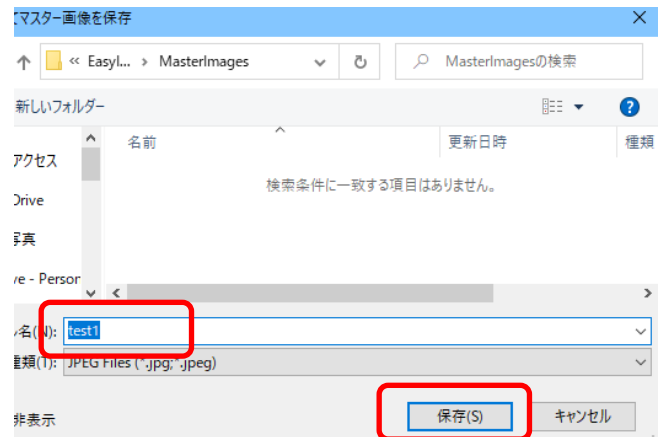 てマスター画像を保存
« EasyI... › MasterImages
MasterImagesの検索
新しいフォルダー
名前 更新日時 種類
アクセス
Drive
写真
ve - Person
検索条件に一致する項目はありません。
ル名(N): test1
種類(T): JPEG Files (*.jpg;*.jpeg)
非表示
保存(S) キャンセル